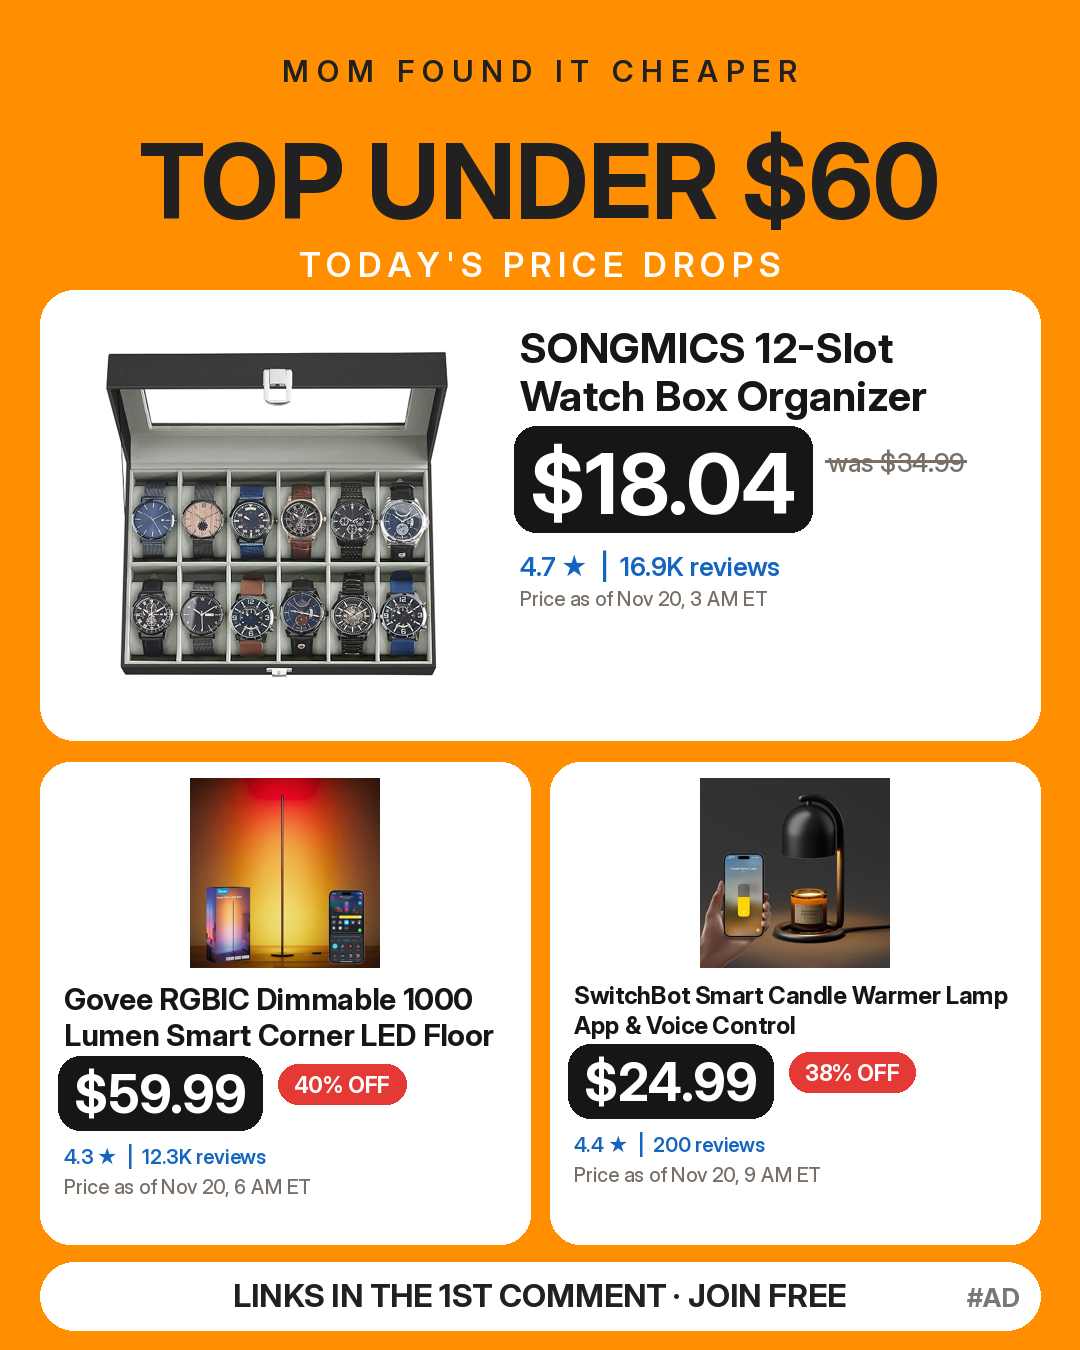 MOM FOUND IT CHEAPER
TOP UNDER $60
TODAY'S PRICE DROPS
SONGMICS 12-Slot
Watch Box Organizer
$18.04
was $34.99
4.7 ★ | 16.9K reviews
Price as of Nov 20, 3 AM ET
Govee RGBIC Dimmable 1000
Lumen Smart Corner LED Floor
$59.99
40% OFF
4.3 ★ | 12.3K reviews
Price as of Nov 20, 6 AM ET
SwitchBot Smart Candle Warmer Lamp
App & Voice Control
$24.99
38% OFF
4.4 ★ | 200 reviews
Price as of Nov 20, 9 AM ET
LINKS IN THE 1ST COMMENT · JOIN FREE
#AD